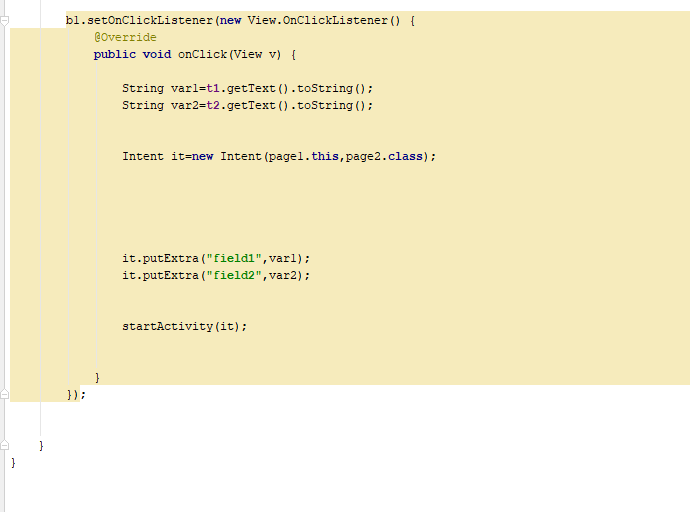 b1.setOnClickListener(new View.OnClickListener() {
@Override
public void onClick(View v) {
String var1=t1.getText().toString();
String var2=t2.getText().toString();
Intent it=new Intent(page1.this,page2.class);
it.putExtra("field1",var1);
it.putExtra("field2",var2);
startActivity(it);
}
});
}
}